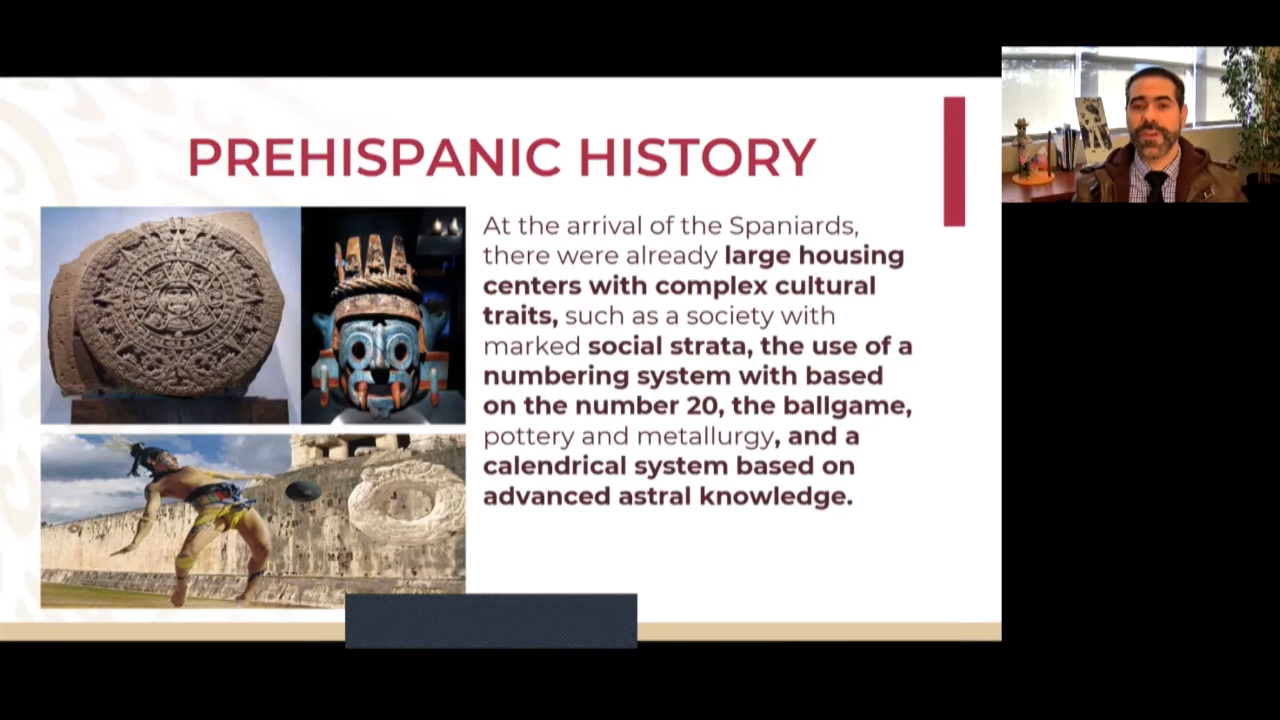 PREHISPANIC HISTORY
At the arrival of the Spaniards,
there were already large housing
centers with complex cultural
traits, such as a society with
marked social strata, the use of a
numbering system with based
on the number 20, the ballgame,
pottery and metallurgy, and a
calendrical system based on
advanced astral knowledge.